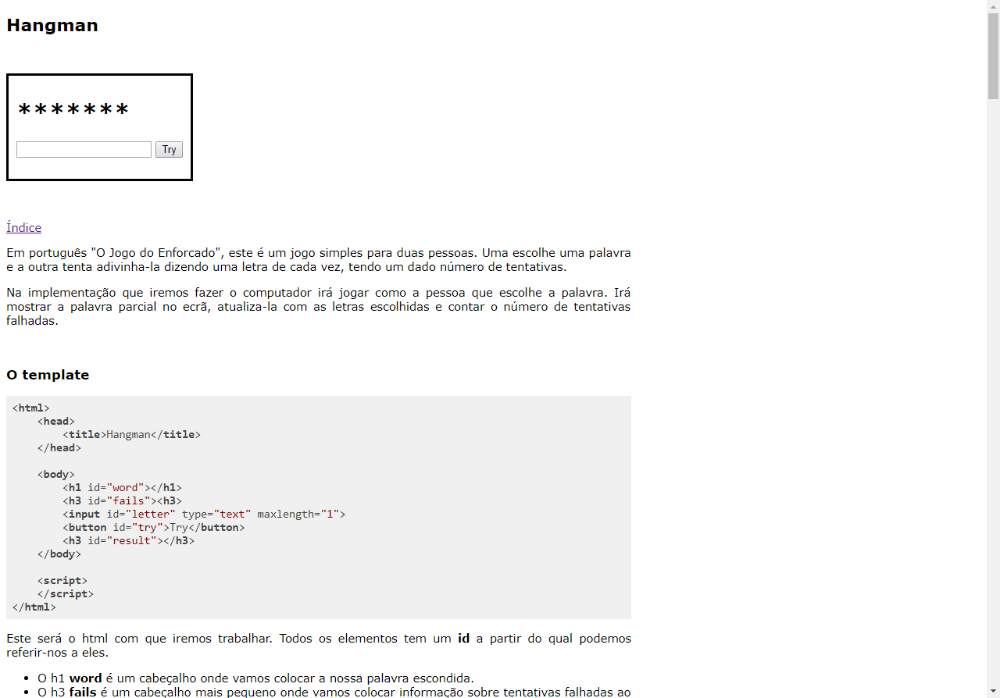 Hangman
*******
Try
Índice
Em português "O Jogo do Enforcado", este é um jogo simples para duas pessoas. Uma escolhe uma palavra
e a outra tenta adivinha-la dizendo uma letra de cada vez, tendo um dado número de tentativas.
Na implementação que iremos fazer o computador irá jogar como a pessoa que escolhe a palavra. Irá
mostrar a palavra parcial no ecrã, atualiza-la com as letras escolhidas e contar o número de tentativas
falhadas.
O template
<html>
    <head>
        <title>Hangman</title>
    </head>
    <body>
        <h1 id="word"></h1>
        <h3 id="fails"><h3>
        <input id="letter" type="text" maxlength="1">
        <button id="try">Try</button>
        <h3 id="result"></h3>
    </body>
    <script>
    </script>
</html>
Este será o html com que iremos trabalhar. Todos os elementos tem um id a partir do qual podemos
referir-nos a eles.
• O h1 word é um cabeçalho onde vamos colocar a nossa palavra escondida.
• O h3 fails é um cabeçalho mais pequeno onde vamos colocar informação sobre tentativas falhadas ao